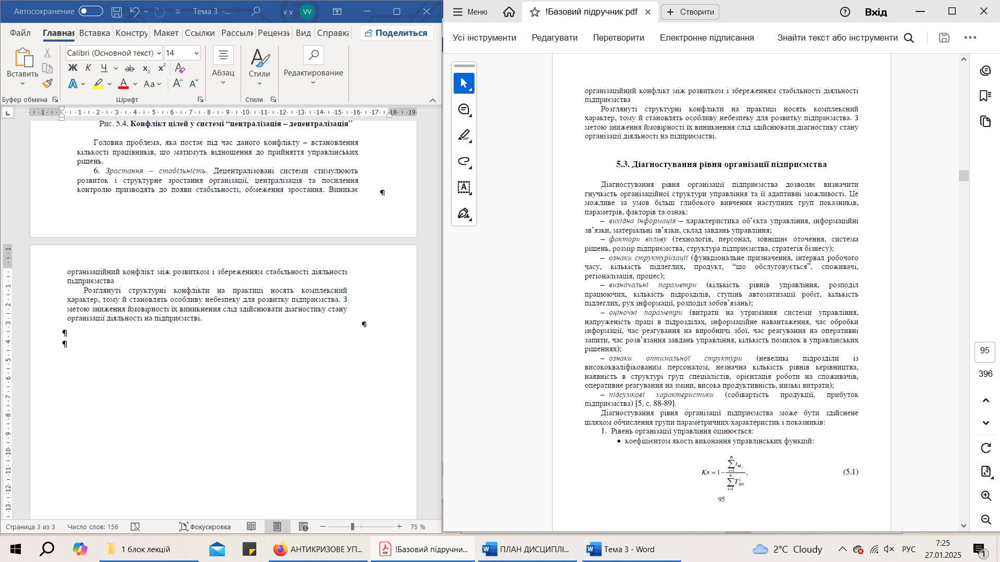 Автосохранение
Тема 3 -...
v v
VV
Файл
Главная
Вставка
Констру
Макет
Ссылки
Рассылк
Рецензи
Вид
Справка
Поделиться
Вставить
Буфер обмена
Calibri (Основной текст)
14
Ж К Ч ab x₂ x²
А А Aa A A
Шрифт
Абзац
Стили
Стили
Редактирование
1 1 2 3 4 5 6 7 8 9 10 11 12 13 14 15 16 17 18 19
Рис. 5.4. Конфлікт цілей у системі “централізація – децентралізація”
Головна проблема, яка постає під час даного конфлікту – встановлення
кількості працівників, що матимуть відношення до прийняття управлінських
рішень.
6. Зростання – стабільність. Децентралізовані системи стимулюють
розвиток і структурне зростання організації, централізація та посилення
контролю призводять до появи стабільності, обмеження зростання. Виникає
¶
організаційний конфлікт між розвитком і збереженням стабільності діяльності
підприємства
Розглянуті структурні конфлікти на практиці носять комплексний
характер, тому й становлять особливу небезпеку для розвитку підприємства. З
метою зниження ймовірності їх виникнення слід здійснювати діагностику стану
організації діяльності на підприємстві.
¶
¶
¶
1 1 2 3 4 5 6 7 8 9 10 11 12 13
Страница 3 из 3
Число слов: 156
Фокусировка
75 %
Меню
!Базовий підручник.pdf
Створити
Вхід
Усі інструменти
Редагувати
Перетворити
Електронне підписання
Знайти текст або інструменти
організаційний конфлікт між розвитком і збереженням стабільності діяльності
підприємства
Розглянуті структурні конфлікти на практиці носять комплексний
характер, тому й становлять особливу небезпеку для розвитку підприємства. З
метою зниження ймовірності їх виникнення слід здійснювати діагностику стану
організації діяльності на підприємстві.
5.3. Діагностування рівня організації підприємства
Діагностування рівня організації підприємства дозволяє визначити
гнучкість організаційної структури управління та її адаптивні можливості. Це
можливе за умов більш глибокого вивчення наступних груп показників,
параметрів, факторів та ознак:
– вихідна інформація – характеристика об’єкта управління, інформаційні
зв’язки, матеріальні зв’язки, склад завдань управління;
– фактори впливу (технологія, персонал, зовнішнє оточення, система
рішень, розмір підприємства, структура підприємства, стратегія бізнесу);
– ознаки структуризації (функціональне призначення, інтервал робочого
часу, кількість підлеглих, продукт, “що обслуговується”, споживачі,
регіоналізація, процес);
– визначальні параметри (кількість рівнів управління, розподіл
працюючих, кількість підрозділів, ступінь автоматизації робіт, кількість
підлеглих, рух інформації, розподіл зобов’язань);
– оціночні параметри (витрати на утримання системи управління,
напруженість праці в підрозділах, інформаційне навантаження, час обробки
інформації, час реагування на виробничі збої, час реагування на оперативні
запити, час розв’язання завдань управління, кількість помилок в управлінських
рішеннях);
– ознаки оптимальної структури (невеликі підрозділи із
висококваліфікованим персоналом, незначна кількість рівнів керівництва,
наявність в структурі груп спеціалістів, орієнтація роботи на споживачів,
оперативне реагування на зміни, висока продуктивність, низькі витрати);
– підсумкові характеристики (собівартість продукції, прибуток
підприємства) [5, с. 88-89].
Діагностування рівня організації підприємства може бути здійснене
шляхом обчислення групи параметричних характеристик і показників:
1. Рівень організації управління оцінюється:
• коефіцієнтом якості виконання управлінських функцій:
m
∑ t M i
i=1
Кя = 1 – , (5.1)
n
∑ T i ЗМ
i=1
95
95
396
1 блок лекцій
АНТИКРИЗОВЕ УП...
!Базовий підручни...
ПЛАН ДИСЦИПЛІ...
Тема 3 - Word
2°C Cloudy
РУС
7:25
27.01.2025
1